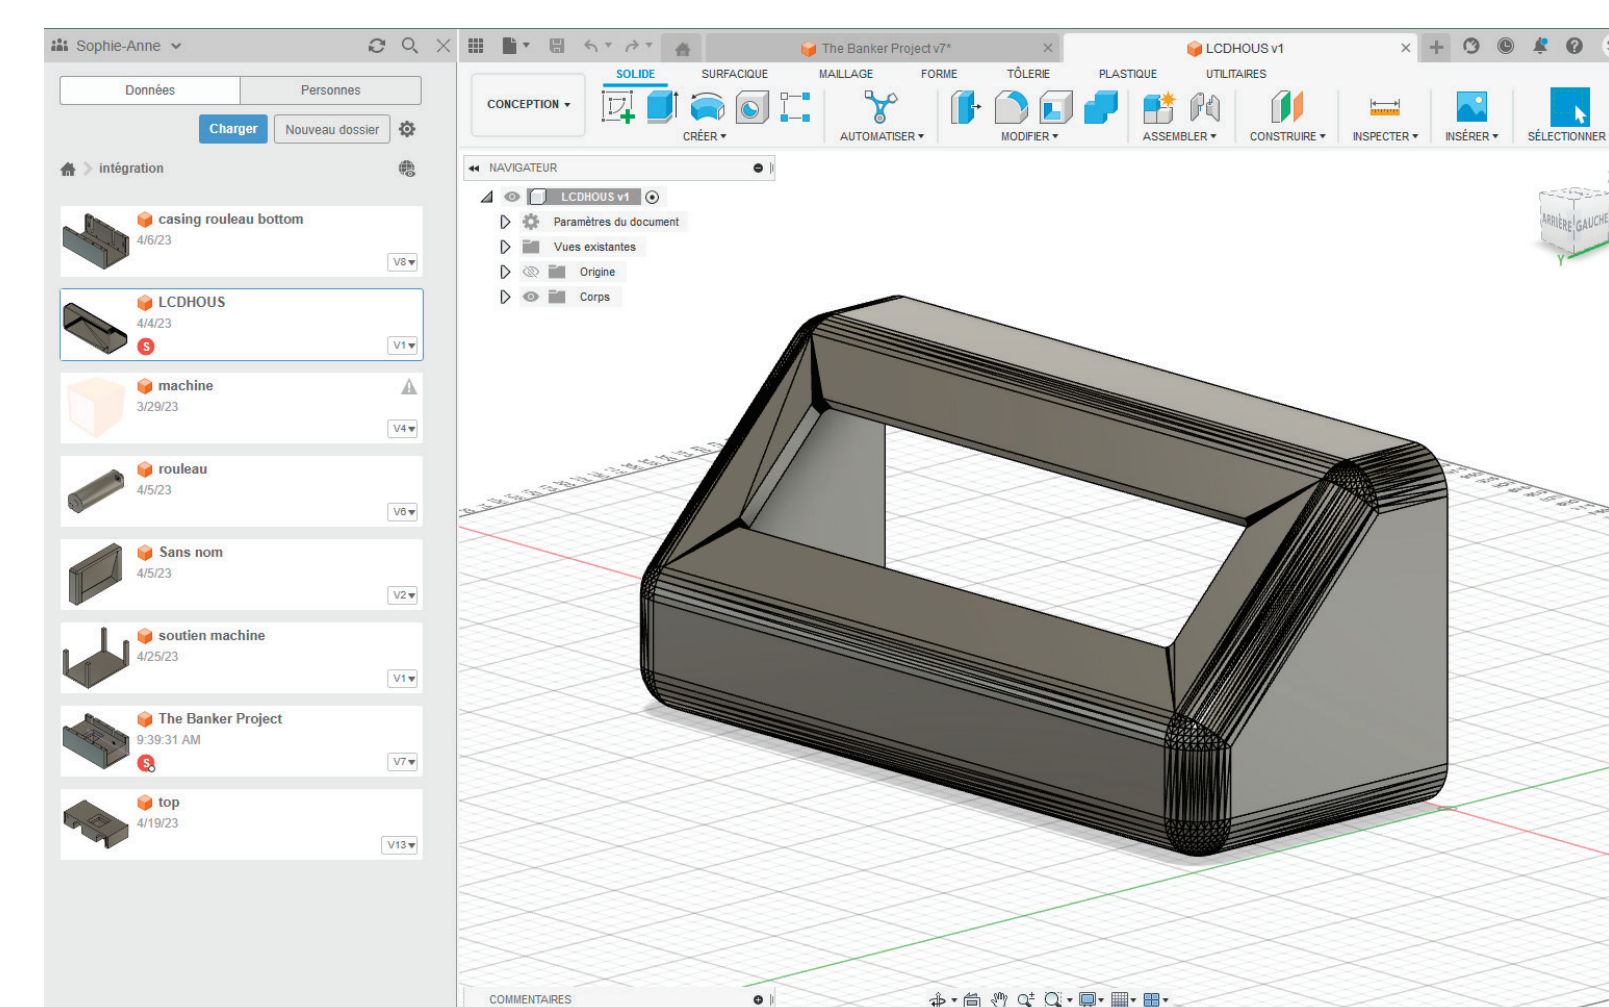 Sophie-Anne
Données
Personnes
Charger
Nouveau dossier
intégration
casing rouleau bottom
4/6/23
V8
LCDHOUS
4/4/23
S
V1
machine
3/29/23
V4
rouleau
4/5/23
V6
Sans nom
4/5/23
V2
soutien machine
4/25/23
V1
The Banker Project
9:39:31 AM
S
V7
top
4/19/23
V13
The Banker Project v7*
LCDHOUS v1
SOLIDE SURFACIQUE MAILLAGE FORME TÔLERIE PLASTIQUE UTILITAIRES
CONCEPTION
CRÉER AUTOMATISER MODIFIER ASSEMBLER CONSTRUIRE INSPECTER INSÉRER SÉLECTIONNER
NAVIGATEUR
LCDHOUS v1
Paramètres du document
Vues existantes
Origine
Corps
ARRIÈRE GAUCHE
Y
COMMENTAIRES